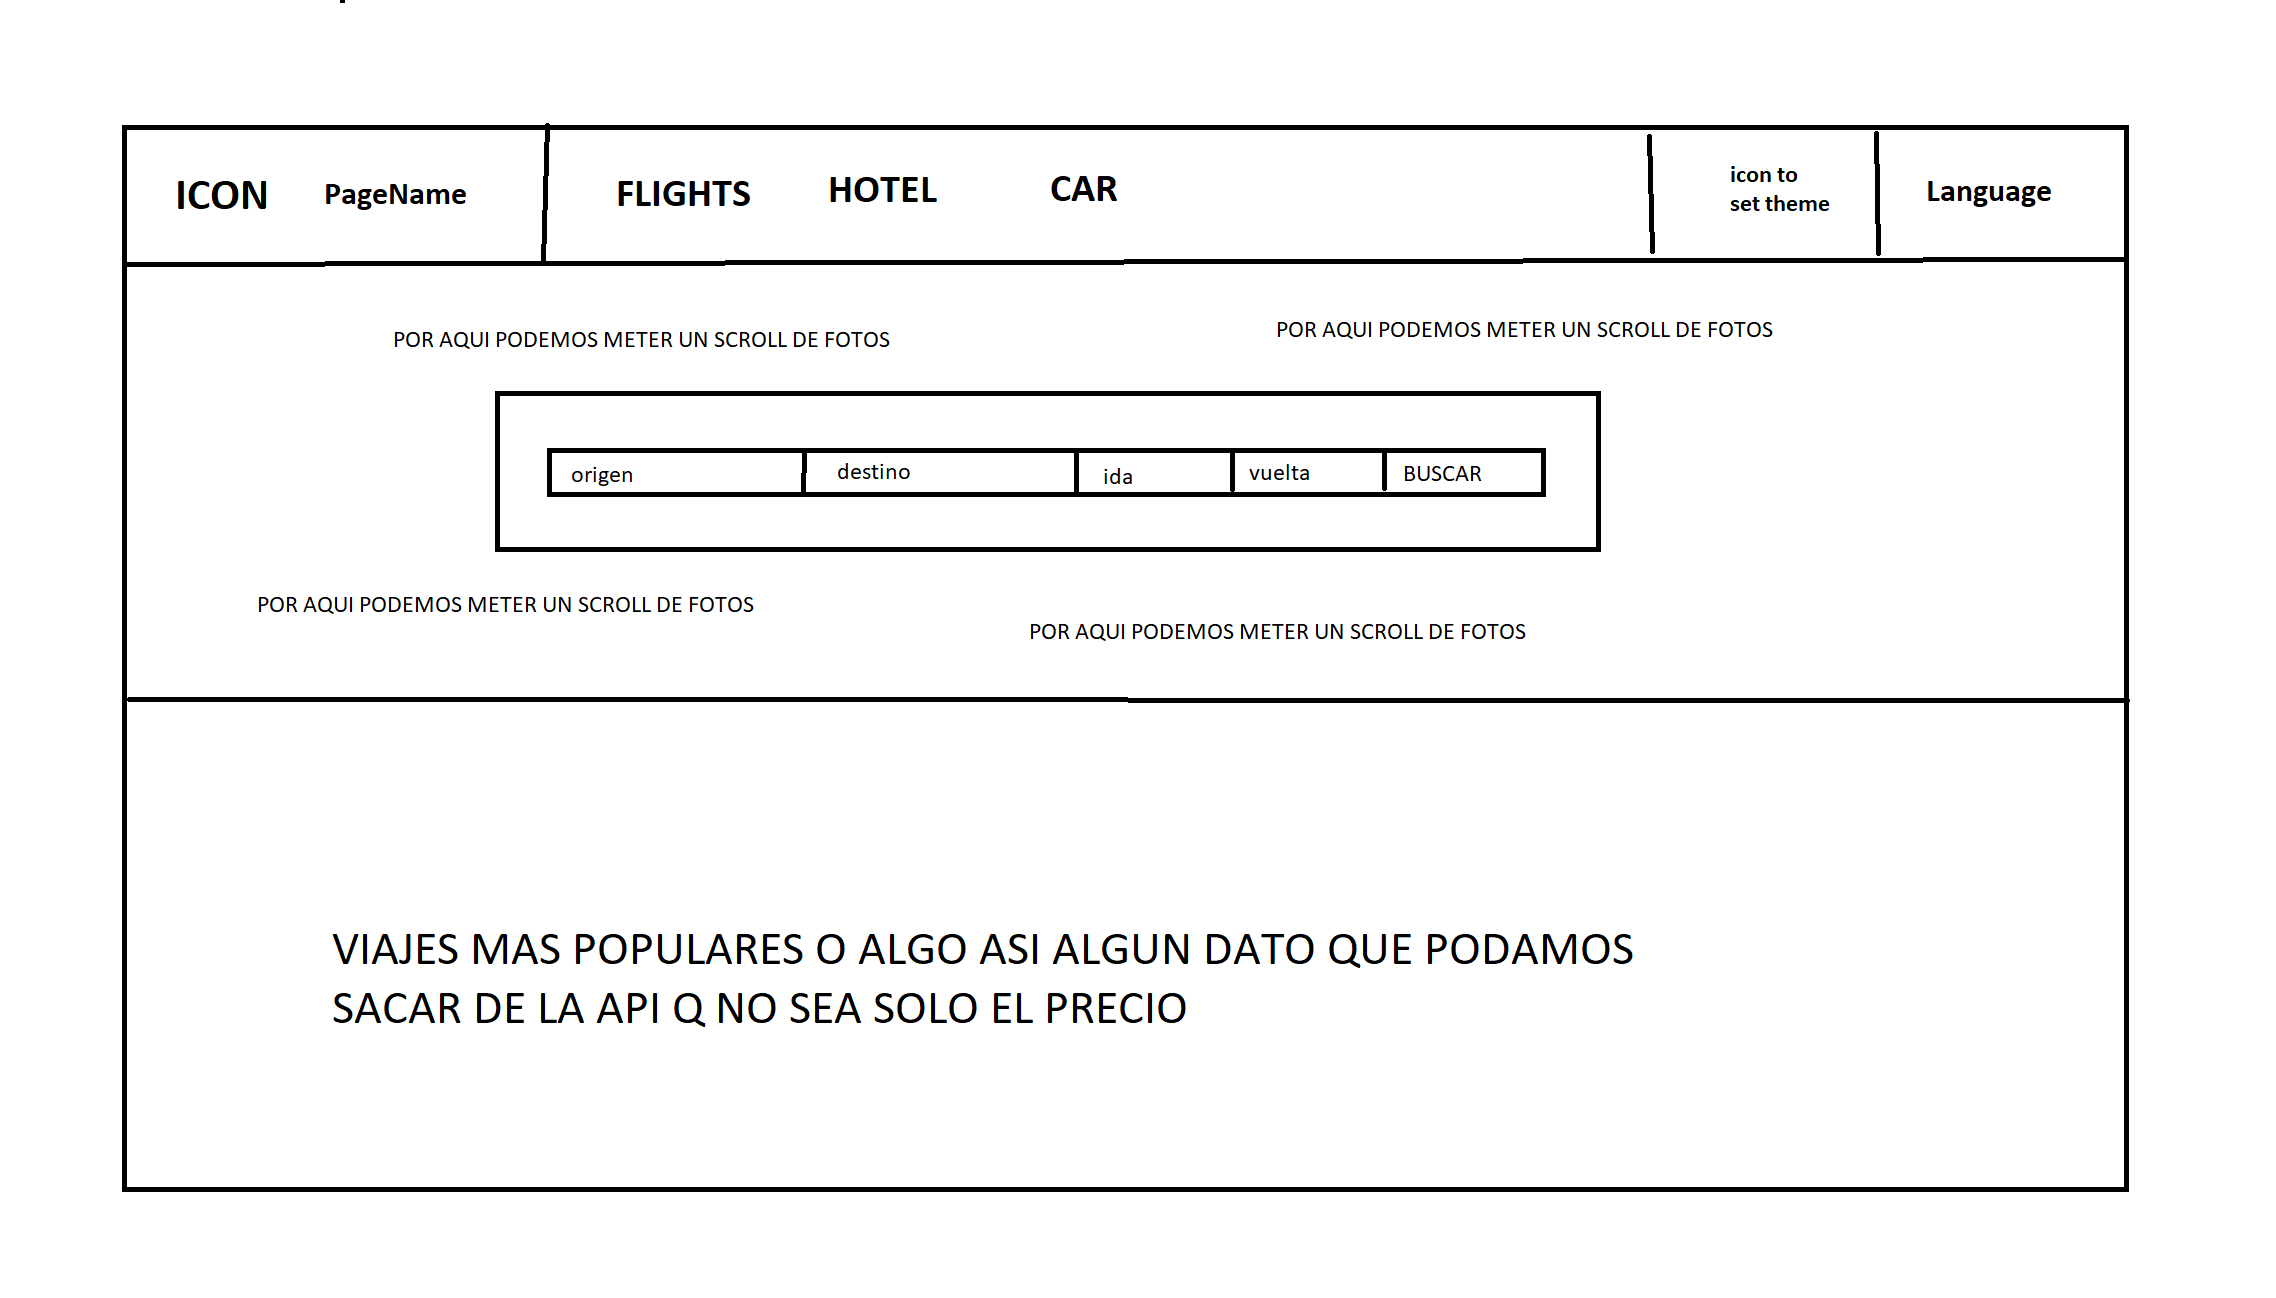 ICON PageName FLIGHTS HOTEL CAR icon to
set theme Language
POR AQUI PODEMOS METER UN SCROLL DE FOTOS
POR AQUI PODEMOS METER UN SCROLL DE FOTOS
origen destino ida vuelta BUSCAR
POR AQUI PODEMOS METER UN SCROLL DE FOTOS
POR AQUI PODEMOS METER UN SCROLL DE FOTOS
VIAJES MAS POPULARES O ALGO ASI ALGUN DATO QUE PODAMOS
SACAR DE LA API Q NO SEA SOLO EL PRECIO